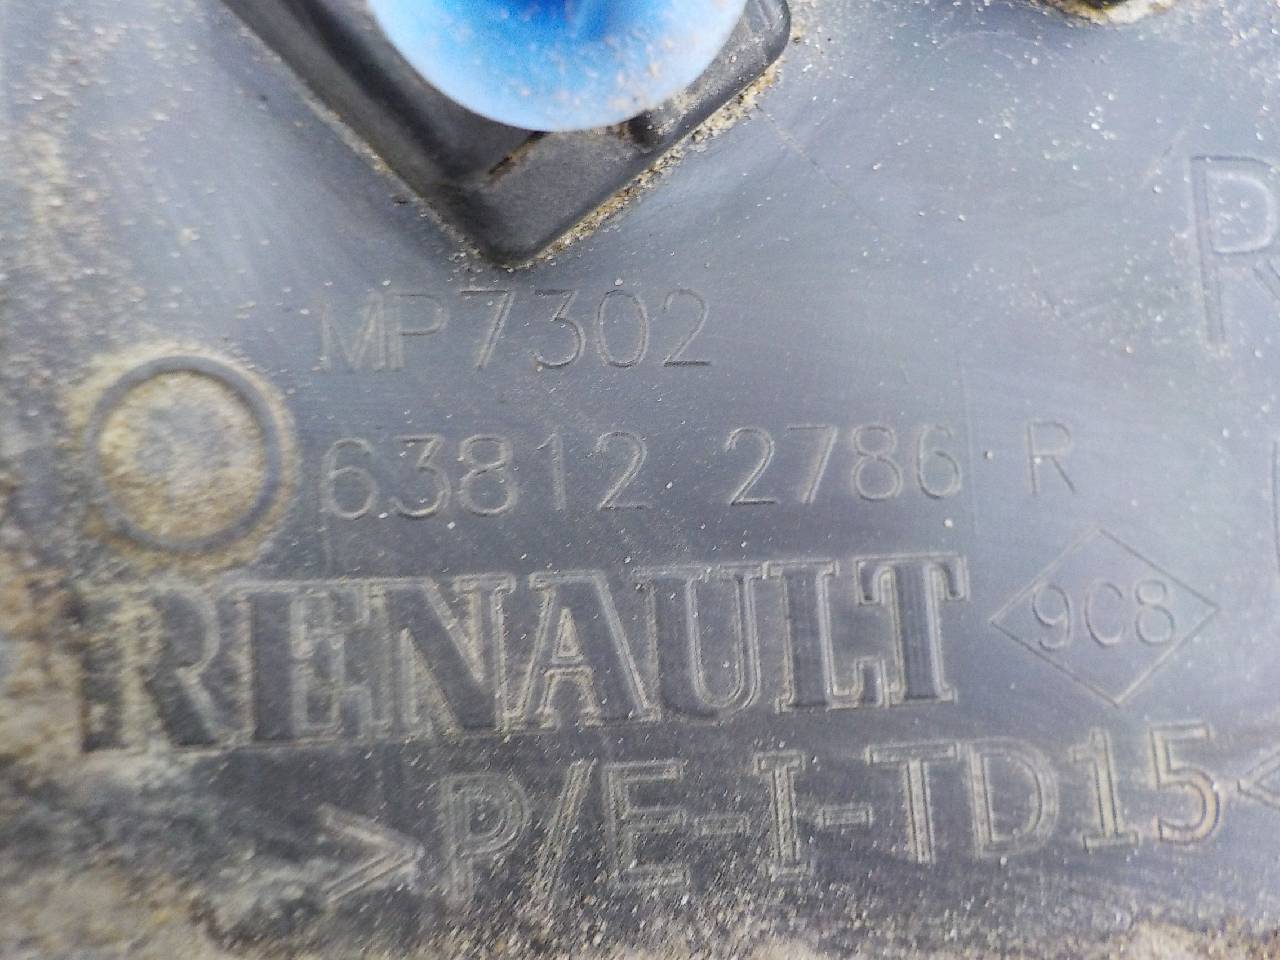 MP7302
63812 2786 R
RENAULT 9C8
>P/E-I-TD15<
R